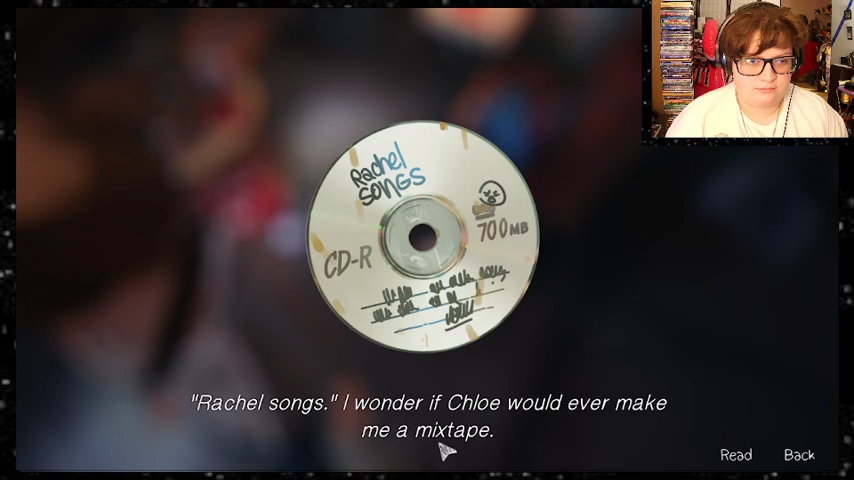 Rachel
SONGS
CD-R
700MB
"Rachel songs." I wonder if Chloe would ever make
me a mixtape.
Read
Back